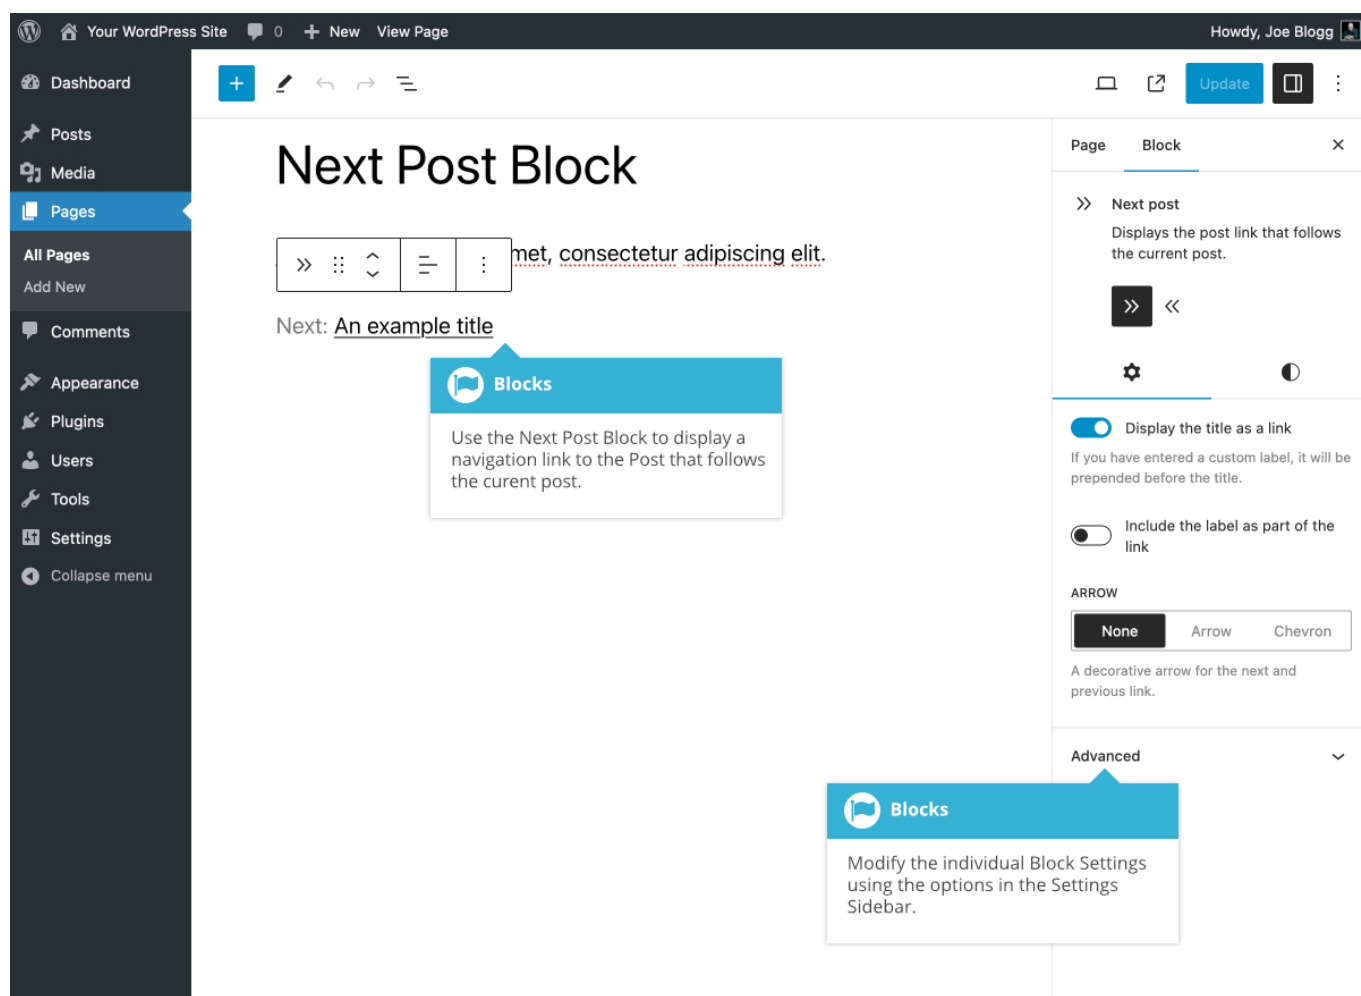 Your WordPress Site 0 New View Page Howdy, Joe Blogg
Dashboard
Posts
Media
Pages
All Pages
Add New
Comments
Appearance
Plugins
Users
Tools
Settings
Collapse menu
Update
Next Post Block
met, consectetur adipiscing elit.
Next: An example title
Blocks
Use the Next Post Block to display a
navigation link to the Post that follows
the curent post.
Page Block
Next post
Displays the post link that follows
the current post.
Display the title as a link
If you have entered a custom label, it will be
prepended before the title.
Include the label as part of the
link
ARROW
None Arrow Chevron
A decorative arrow for the next and
previous link.
Advanced
Blocks
Modify the individual Block Settings
using the options in the Settings
Sidebar.